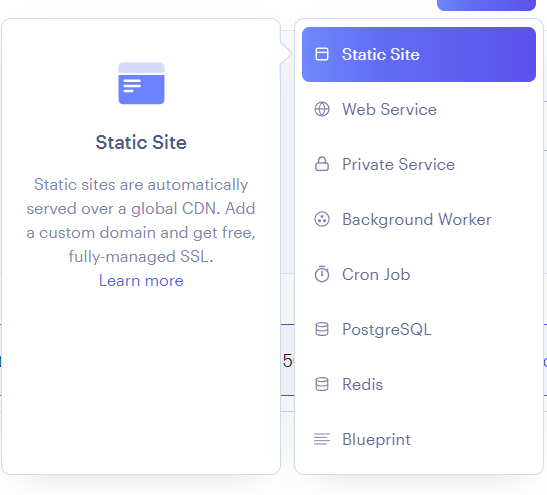 Static Site
Static sites are automatically
served over a global CDN. Add
a custom domain and get free,
fully-managed SSL.
Learn more
Static Site
Web Service
Private Service
Background Worker
Cron Job
PostgreSQL
Redis
Blueprint